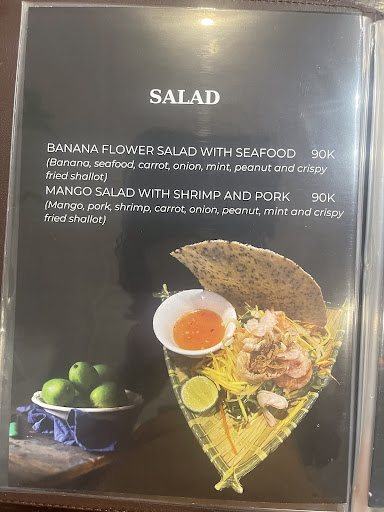 SALAD
BANANA FLOWER SALAD WITH SEAFOOD 90K
(Banana, seafood, carrot, onion, mint, peanut and crispy
fried shallot)
MANGO SALAD WITH SHRIMP AND PORK 90K
(Mango, pork, shrimp, carrot, onion, peanut, mint and crispy
fried shallot)